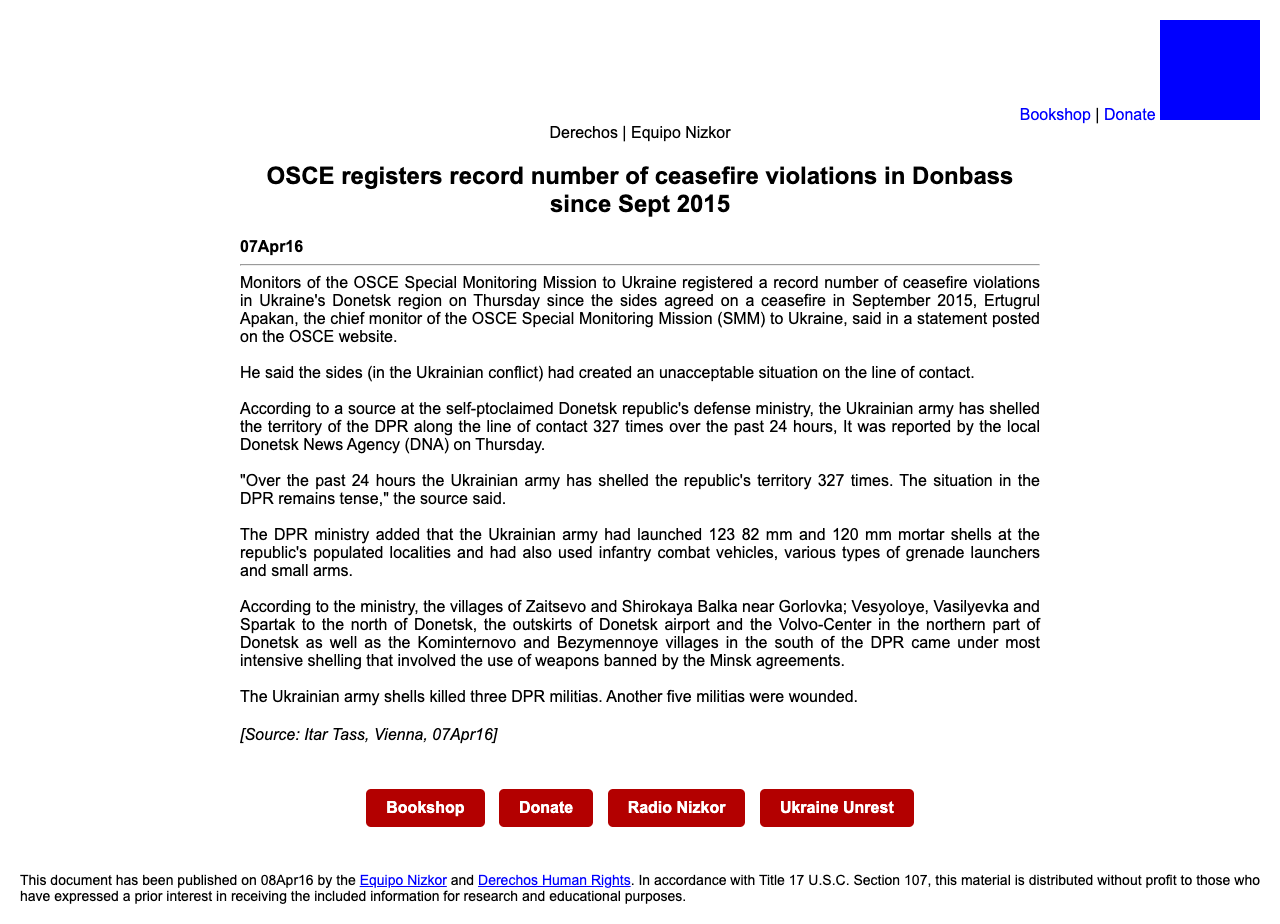 Bookshop | Donate
Derechos | Equipo Nizkor
OSCE registers record number of ceasefire violations in Donbass
since Sept 2015
07Apr16
Monitors of the OSCE Special Monitoring Mission to Ukraine registered a record number of ceasefire violations
in Ukraine's Donetsk region on Thursday since the sides agreed on a ceasefire in September 2015, Ertugrul
Apakan, the chief monitor of the OSCE Special Monitoring Mission (SMM) to Ukraine, said in a statement posted
on the OSCE website.
He said the sides (in the Ukrainian conflict) had created an unacceptable situation on the line of contact.
According to a source at the self-ptoclaimed Donetsk republic's defense ministry, the Ukrainian army has shelled
the territory of the DPR along the line of contact 327 times over the past 24 hours, It was reported by the local
Donetsk News Agency (DNA) on Thursday.
"Over the past 24 hours the Ukrainian army has shelled the republic's territory 327 times. The situation in the
DPR remains tense," the source said.
The DPR ministry added that the Ukrainian army had launched 123 82 mm and 120 mm mortar shells at the
republic's populated localities and had also used infantry combat vehicles, various types of grenade launchers
and small arms.
According to the ministry, the villages of Zaitsevo and Shirokaya Balka near Gorlovka; Vesyoloye, Vasilyevka and
Spartak to the north of Donetsk, the outskirts of Donetsk airport and the Volvo-Center in the northern part of
Donetsk as well as the Kominternovo and Bezymennoye villages in the south of the DPR came under most
intensive shelling that involved the use of weapons banned by the Minsk agreements.
The Ukrainian army shells killed three DPR militias. Another five militias were wounded.
[Source: Itar Tass, Vienna, 07Apr16]
Bookshop Donate Radio Nizkor Ukraine Unrest
This document has been published on 08Apr16 by the Equipo Nizkor and Derechos Human Rights. In accordance with Title 17 U.S.C. Section 107, this material is distributed without profit to those who
have expressed a prior interest in receiving the included information for research and educational purposes.